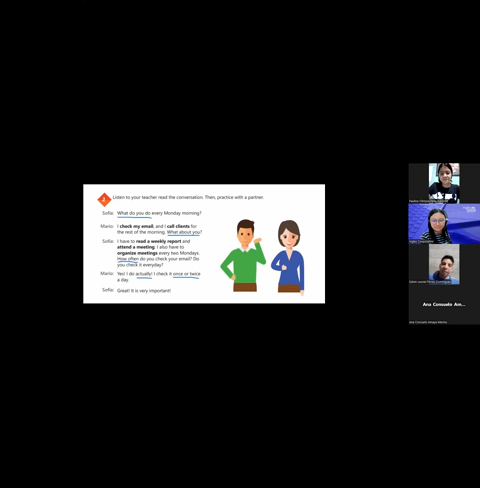 2
Listen to your teacher read the conversation. Then, practice with a partner.
Sofia: What do you do every Monday morning?
Mario: I check my email, and I call clients
for the rest of the morning. What about you?
Sofia: I have to read a weekly report and
attend a meeting. I also have to
organize meetings every two Mondays.
How often do you check your email? Do
you check it everyday?
Mario: Yes! I do actually! I check it once or twice
a day.
Sofia: Great! It is very important!
Ana Consuelo Am...